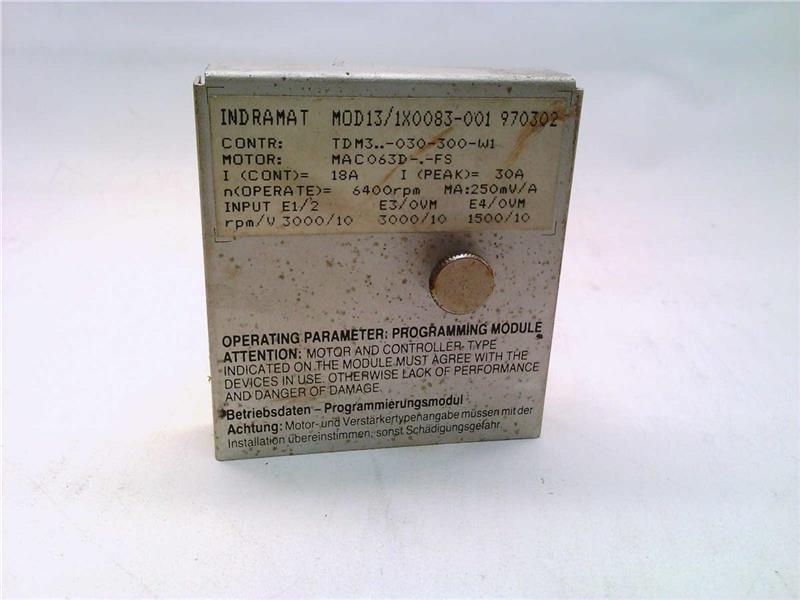 INDRAMAT MOD13/1X0083-001 970302
CONTR: TDM3..-030-300-W1
MOTOR: MAC063D-.-FS
I (CONT)= 18A I (PEAK)= 30A
n(OPERATE)= 6400rpm MA:250mV/A
INPUT E1/2 E3/0VM E4/0VM
rpm/V 3000/10 3000/10 1500/10
OPERATING PARAMETER: PROGRAMMING MODULE
ATTENTION: MOTOR AND CONTROLLER, TYPE
INDICATED ON THE MODULE MUST AGREE WITH THE
DEVICES IN USE. OTHERWISE LACK OF PERFORMANCE
AND DANGER OF DAMAGE.
Betriebsdaten – Programmierungsmodul
Achtung: Motor- und Verstärkertypenangabe müssen mit der
Installation übereinstimmen, sonst Schädigungsgefahr.